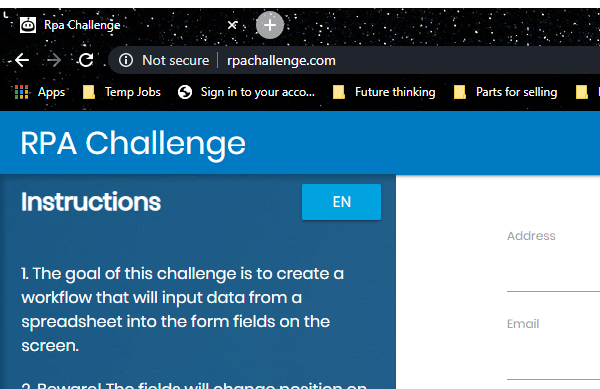 Rpa Challenge
Not secure rpachallenge.com
Apps Temp Jobs Sign in to your acco... Future thinking Parts for selling
RPA Challenge
Instructions
EN
1. The goal of this challenge is to create a
workflow that will input data from a
spreadsheet into the form fields on the
screen.
2. Beware! The fields will change position on
Address
Email